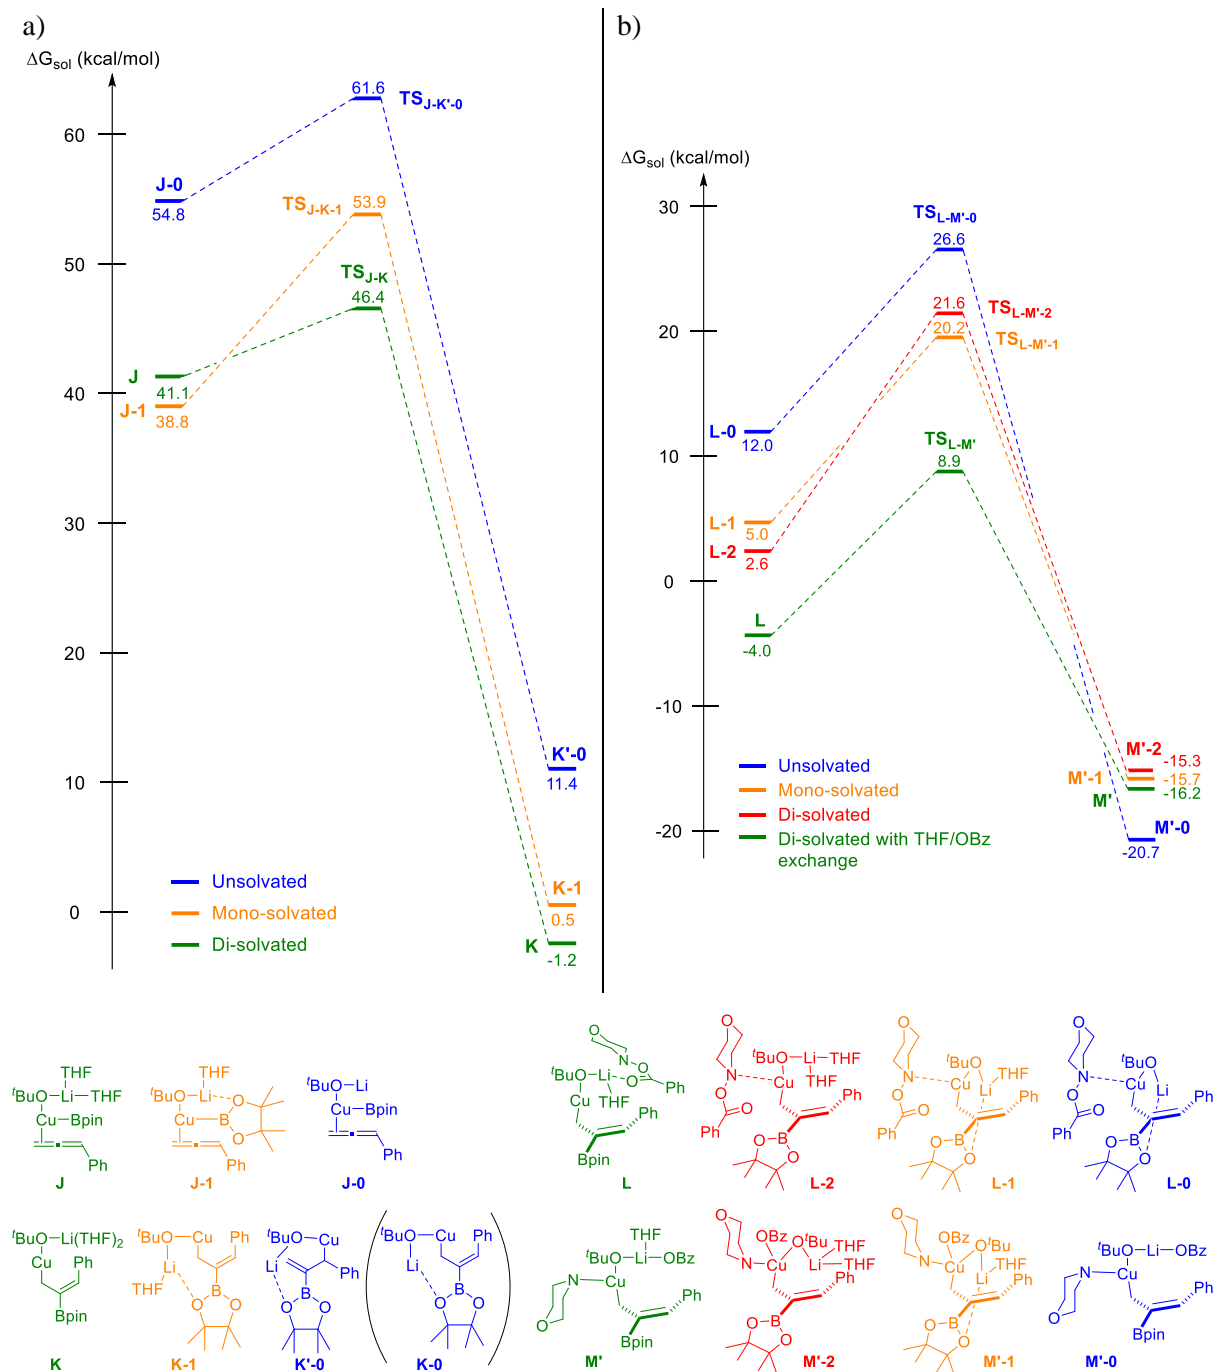 a)
ΔGsol (kcal/mol)
60
50
40
30
20
10
0
61.6
TSJ-K'-0
J-0
54.8
53.9
TSJ-K-1
TSJ-K
46.4
J
41.1
J-1
38.8
K'-0
11.4
K-1
0.5
K
-1.2
Unsolvated
Mono-solvated
Di-solvated
b)
ΔGsol (kcal/mol)
30
20
10
0
-10
-20
TSL-M'-0
26.6
21.6
TSL-M'-2
20.2
TSL-M'-1
L-0
12.0
TSL-M'
8.9
L-1
5.0
L-2
2.6
L
-4.0
M'-2
-15.3
M'-1
-15.7
M'
-16.2
M'-0
-20.7
Unsolvated
Mono-solvated
Di-solvated
Di-solvated with THF/OBz
exchange
THF
tBuO
Li
THF
Cu
Bpin
Ph
J
THF
tBuO
Li
O
Cu
B
O
Ph
J-1
tBuO
Li
Cu
Bpin
Ph
J-0
O
N
O
tBuO
Li
O
Ph
THF
Cu
Ph
Bpin
L
O
tBuO
Li
THF
N
Cu
THF
O
O
Ph
Ph
B
O
O
L-2
O
tBuO
THF
N
Cu
Li
O
O
Ph
Ph
B
O
O
L-1
O
tBuO
N
Cu
Li
O
O
Ph
Ph
B
O
O
L-0
tBuO
Li(THF)2
Cu
Ph
Bpin
K
tBuO
Cu
Ph
Li
THF
B
O
O
K-1
tBuO
Cu
Li
Ph
B
O
O
K'-0
tBuO
Cu
Ph
Li
B
O
O
K-0
THF
tBuO
Li
OBz
N
Cu
O
Ph
Bpin
M'
O
OBz
OtBu
THF
N
Cu
Li
THF
Ph
B
O
O
M'-2
O
OBz
OtBu
N
Cu
Li
THF
Ph
B
O
O
M'-1
tBuO
Li
OBz
N
Cu
O
Ph
Bpin
M'-0